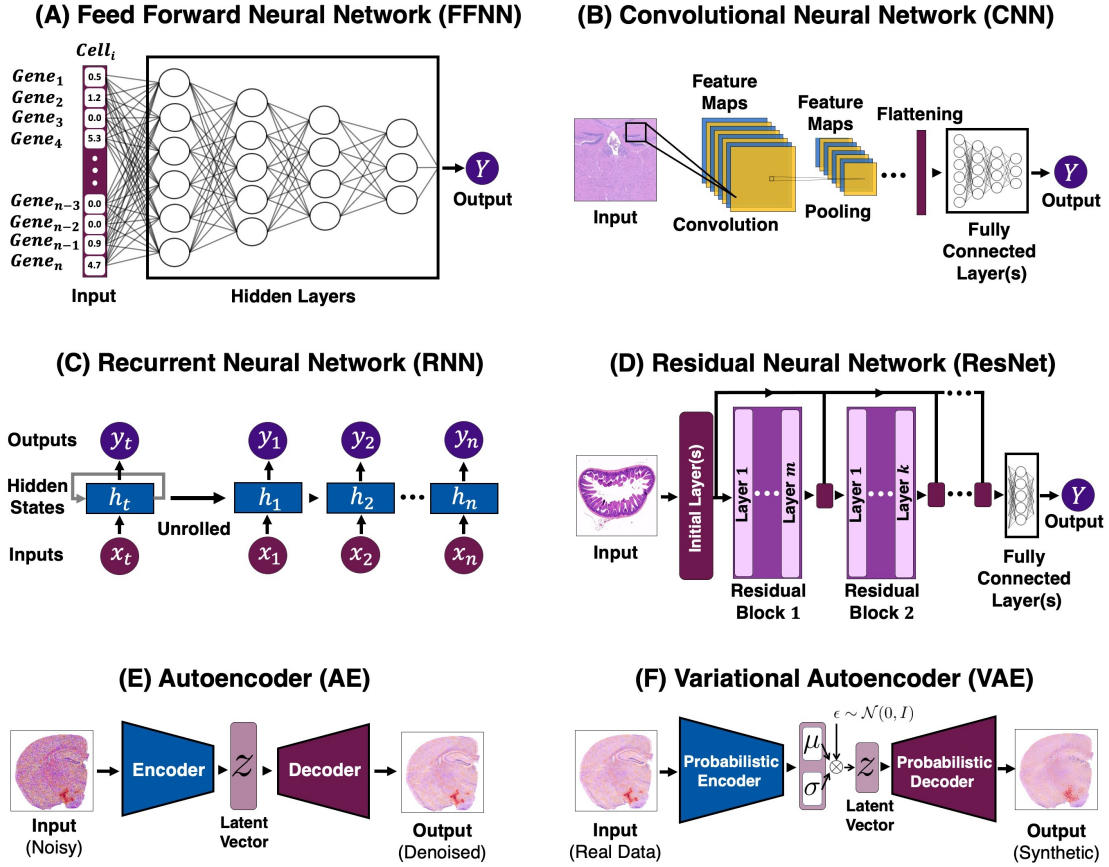 (A) Feed Forward Neural Network (FFNN)
Cell_i
Gene_1 0.5
Gene_2 1.2
Gene_3 0.0
Gene_4 5.3
Gene_{n-3} 0.0
Gene_{n-2} 0.0
Gene_{n-1} 0.9
Gene_n 4.7
Input
Hidden Layers
Y
Output
(B) Convolutional Neural Network (CNN)
Input
Feature
Maps
Convolution
Feature
Maps
Pooling
Flattening
Fully
Connected
Layer(s)
Y
Output
(C) Recurrent Neural Network (RNN)
Outputs
y_t y_1 y_2 y_n
Hidden
States
h_t h_1 h_2 h_n
Unrolled
Inputs
x_t x_1 x_2 x_n
(D) Residual Neural Network (ResNet)
Input
Initial Layer(s)
Layer 1
Layer m
Residual
Block 1
Layer 1
Layer k
Residual
Block 2
Fully
Connected
Layer(s)
Y
Output
(E) Autoencoder (AE)
Input
(Noisy)
Encoder
z
Latent
Vector
Decoder
Output
(Denoised)
(F) Variational Autoencoder (VAE)
Input
(Real Data)
Probabilistic
Encoder
μ
σ
ϵ ∼ 𝒩(0, I)
⊗
z
Latent
Vector
Probabilistic
Decoder
Output
(Synthetic)